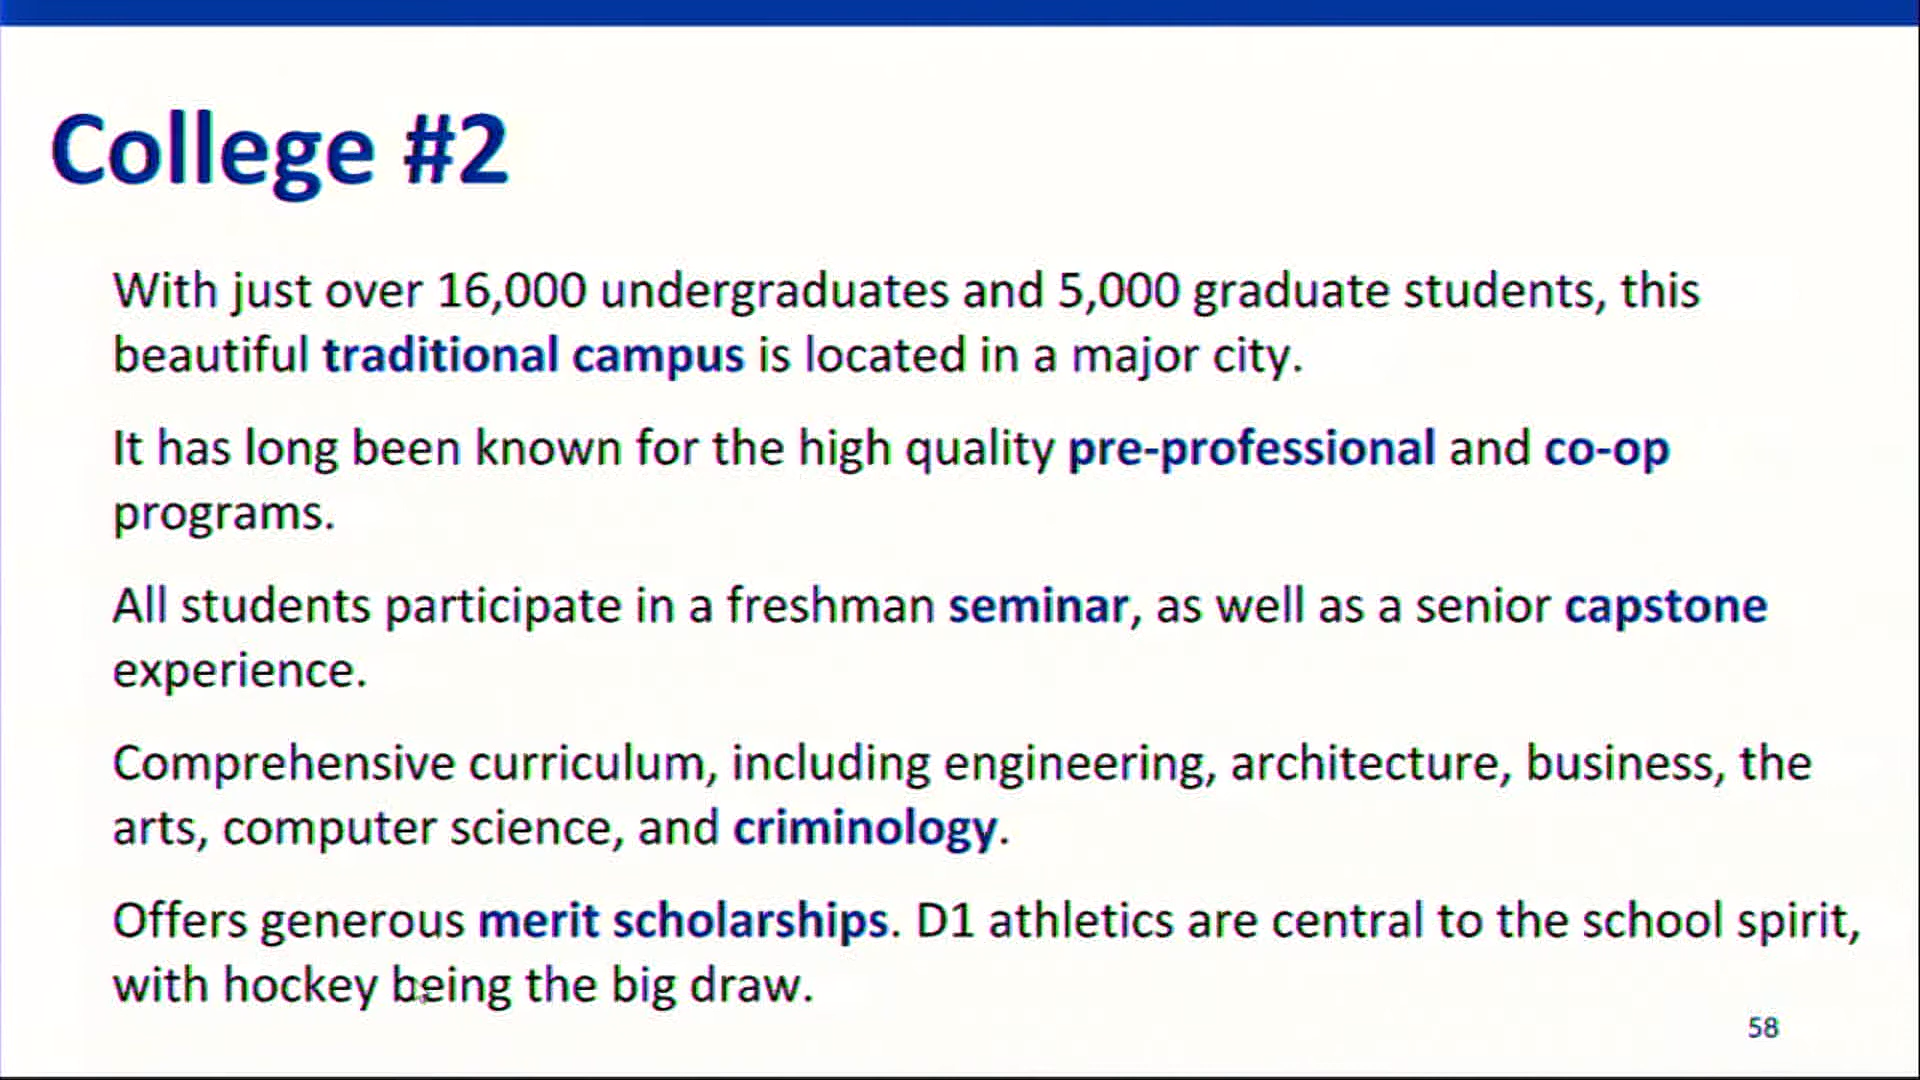 College #2
With just over 16,000 undergraduates and 5,000 graduate students, this
beautiful traditional campus is located in a major city.
It has long been known for the high quality pre-professional and co-op
programs.
All students participate in a freshman seminar, as well as a senior capstone
experience.
Comprehensive curriculum, including engineering, architecture, business, the
arts, computer science, and criminology.
Offers generous merit scholarships. D1 athletics are central to the school spirit,
with hockey being the big draw.
58